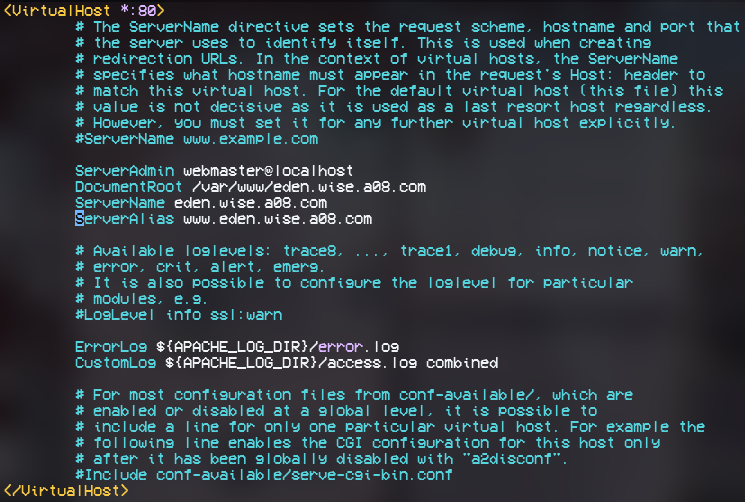 <VirtualHost *:80>
# The ServerName directive sets the request scheme, hostname and port that
# the server uses to identify itself. This is used when creating
# redirection URLs. In the context of virtual hosts, the ServerName
# specifies what hostname must appear in the request's Host: header to
# match this virtual host. For the default virtual host (this file) this
# value is not decisive as it is used as a last resort host regardless.
# However, you must set it for any further virtual host explicitly.
#ServerName www.example.com
ServerAdmin webmaster@localhost
DocumentRoot /var/www/eden.wise.a08.com
ServerName eden.wise.a08.com
ServerAlias www.eden.wise.a08.com
# Available loglevels: trace8, ..., trace1, debug, info, notice, warn,
# error, crit, alert, emerg.
# It is also possible to configure the loglevel for particular
# modules, e.g.
#LogLevel info ssl:warn
ErrorLog ${APACHE_LOG_DIR}/error.log
CustomLog ${APACHE_LOG_DIR}/access.log combined
# For most configuration files from conf-available/, which are
# enabled or disabled at a global level, it is possible to
# include a line for only one particular virtual host. For example the
# following line enables the CGI configuration for this host only
# after it has been globally disabled with "a2disconf".
#Include conf-available/serve-cgi-bin.conf
</VirtualHost>